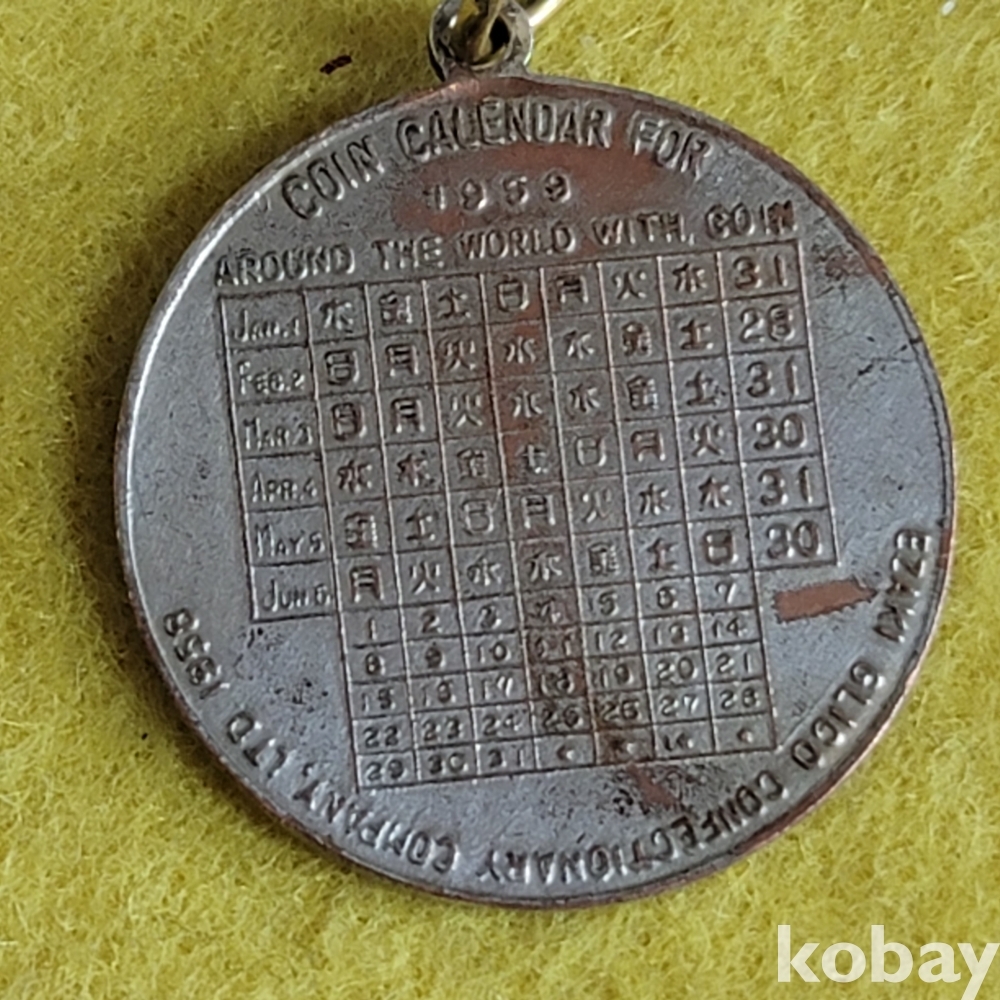 COIN CALENDAR FOR
1959
AROUND THE WORLD WITH, COIN
JAN.1 木 金 土 日 月 火 水 31
FEB.2 日 月 火 水 木 金 土 28
MAR.3 日 月 火 水 木 金 土 31
APR.4 水 木 金 土 日 月 火 30
MAY5 金 土 日 月 火 水 木 31
JUN6 月 火 水 木 金 土 日 30
1 2 3 4 5 6 7
8 9 10 11 12 13 14
15 16 17 18 19 20 21
22 23 24 25 26 27 28
29 30 31
EZAKI GLICO CONFECTIONARY COMPANY, LTD 1958
kobay